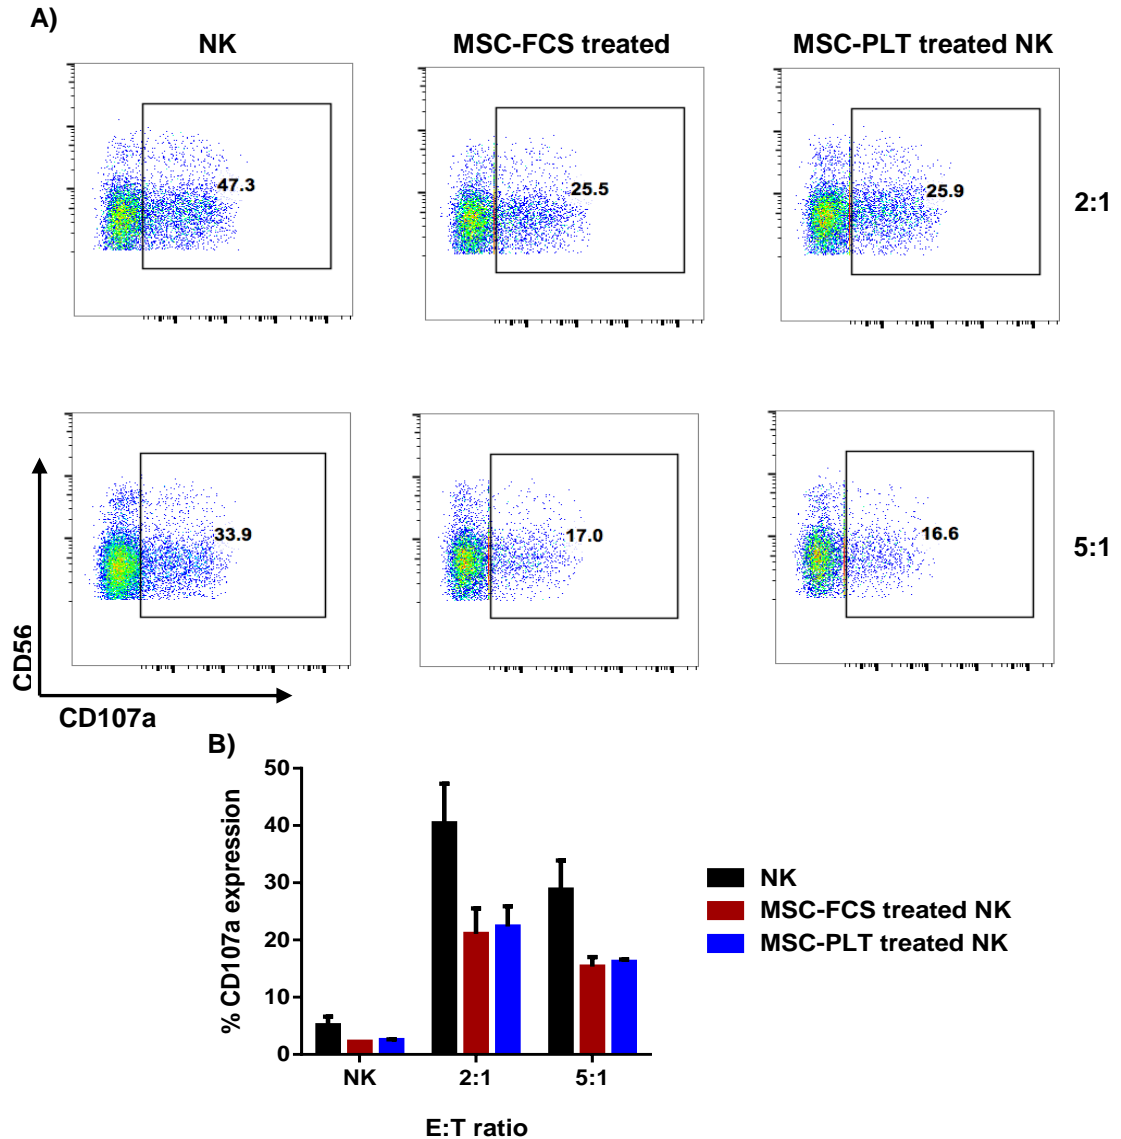 A)
NK
MSC-FCS treated
MSC-PLT treated NK
47.3
25.5
25.9
2:1
33.9
17.0
16.6
5:1
CD56
CD107a
B)
% CD107a expression
50
40
30
20
10
0
NK
2:1
5:1
E:T ratio
NK
MSC-FCS treated NK
MSC-PLT treated NK